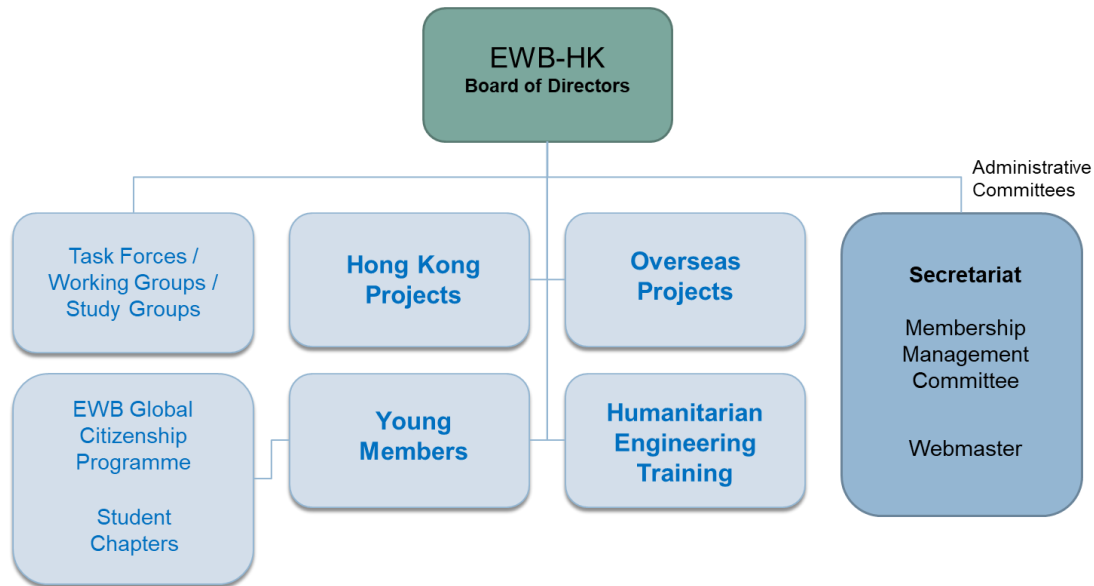 EWB-HK
Board of Directors
Administrative
Committees
Task Forces /
Working Groups /
Study Groups
Hong Kong
Projects
Overseas
Projects
Secretariat
Membership
Management
Committee
Webmaster
EWB Global
Citizenship
Programme
Student
Chapters
Young
Members
Humanitarian
Engineering
Training